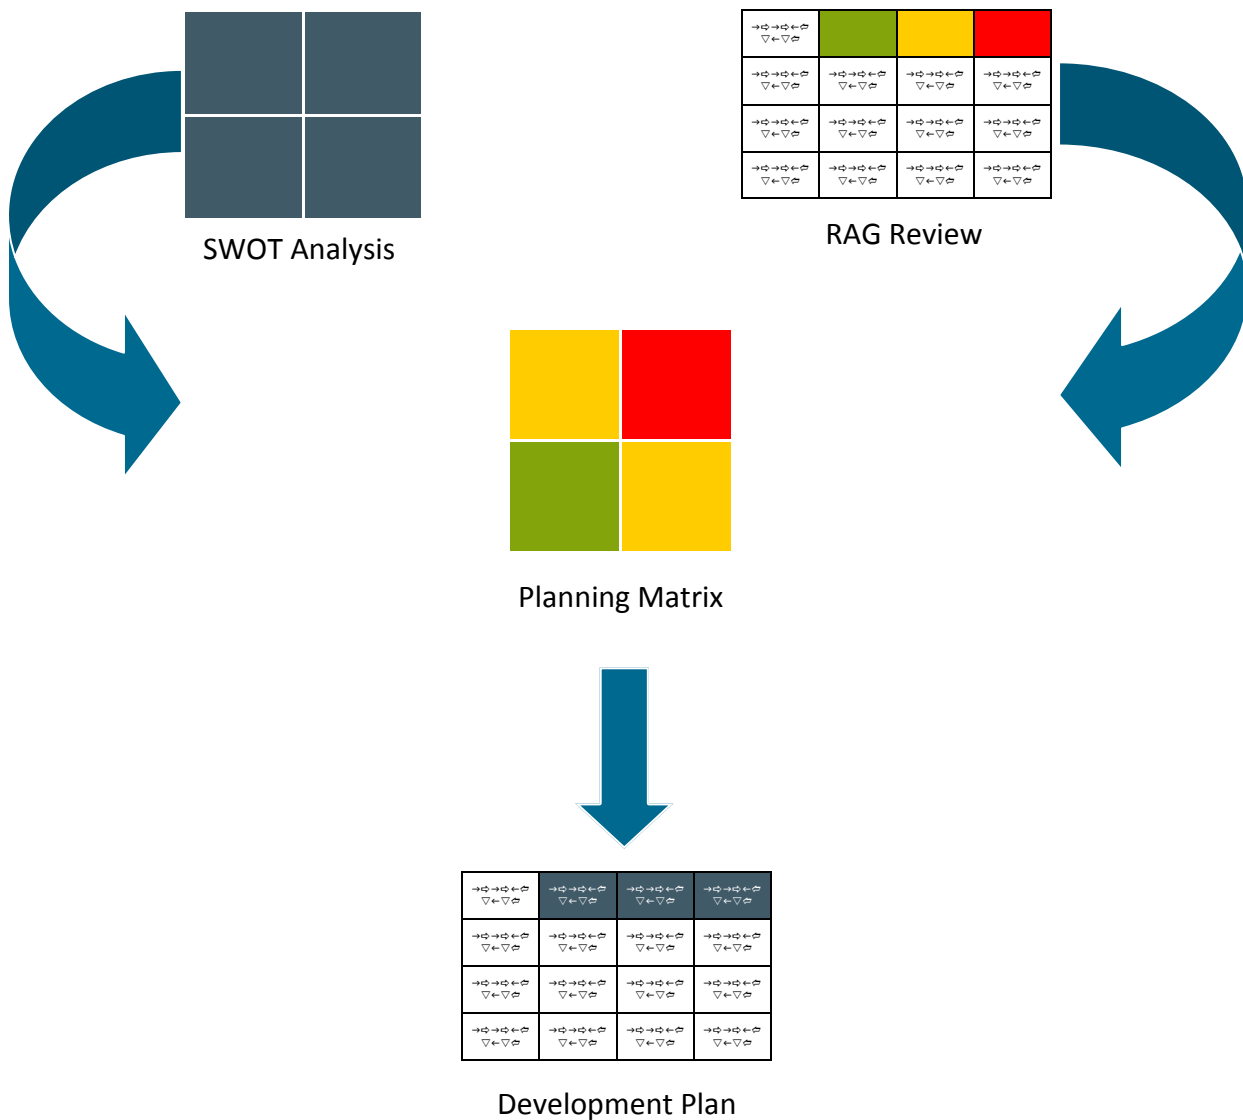 →⇨→⇨←⇦
▽←▽⇦
→⇨→⇨←⇦ →⇨→⇨←⇦ →⇨→⇨←⇦ →⇨→⇨←⇦
▽←▽⇦ ▽←▽⇦ ▽←▽⇦ ▽←▽⇦
→⇨→⇨←⇦ →⇨→⇨←⇦ →⇨→⇨←⇦ →⇨→⇨←⇦
▽←▽⇦ ▽←▽⇦ ▽←▽⇦ ▽←▽⇦
→⇨→⇨←⇦ →⇨→⇨←⇦ →⇨→⇨←⇦ →⇨→⇨←⇦
▽←▽⇦ ▽←▽⇦ ▽←▽⇦ ▽←▽⇦
SWOT Analysis
RAG Review
Planning Matrix
→⇨→⇨←⇦ →⇨→⇨←⇦ →⇨→⇨←⇦ →⇨→⇨←⇦
▽←▽⇦ ▽←▽⇦ ▽←▽⇦ ▽←▽⇦
→⇨→⇨←⇦ →⇨→⇨←⇦ →⇨→⇨←⇦ →⇨→⇨←⇦
▽←▽⇦ ▽←▽⇦ ▽←▽⇦ ▽←▽⇦
→⇨→⇨←⇦ →⇨→⇨←⇦ →⇨→⇨←⇦ →⇨→⇨←⇦
▽←▽⇦ ▽←▽⇦ ▽←▽⇦ ▽←▽⇦
→⇨→⇨←⇦ →⇨→⇨←⇦ →⇨→⇨←⇦ →⇨→⇨←⇦
▽←▽⇦ ▽←▽⇦ ▽←▽⇦ ▽←▽⇦
Development Plan